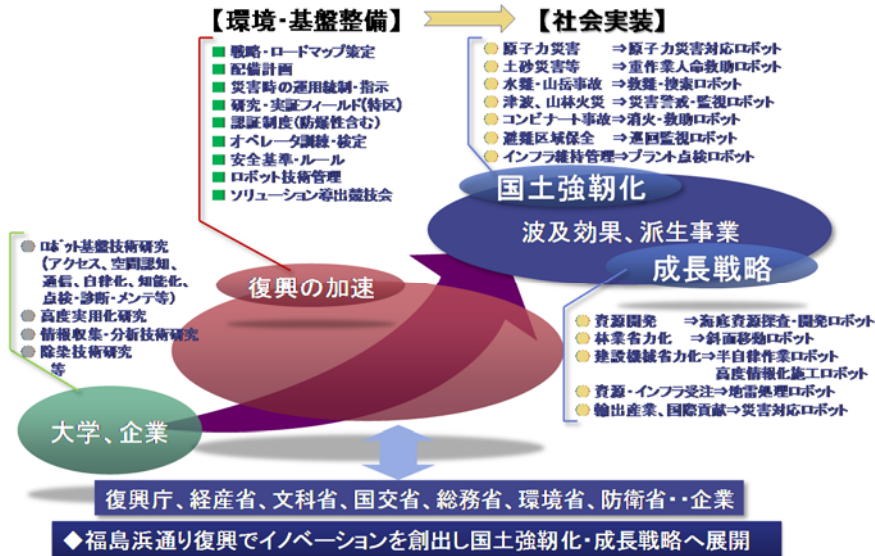 【環境・基盤整備】
【社会実装】
戦略・ロードマップ策定
配備計画
災害時の運用統制・指示
研究・実証フィールド(特区)
認証制度(防爆性含む)
オペレータ訓練・検定
安全基準・ルール
ロボット技術管理
ソリューション導出競技会
原子力災害 ⇒原子力災害対応ロボット
土砂災害等 ⇒重作業人命救助ロボット
水難・山岳事故 ⇒救難・捜索ロボット
津波、山林火災 ⇒災害警戒・監視ロボット
コンビナート事故⇒消火・救助ロボット
避難区域保全 ⇒巡回監視ロボット
インフラ維持管理⇒プラント点検ロボット
国土強靭化
波及効果、派生事業
成長戦略
ロボット基盤技術研究
(アクセス、空間認知、
通信、自律化、知能化、
点検・診断・メンテ等)
高度実用化研究
情報収集・分析技術研究
除染技術研究
等
復興の加速
資源開発 ⇒海底資源探査・開発ロボット
林業省力化 ⇒斜面移動ロボット
建設機械省力化⇒半自律作業ロボット
高度情報化施工ロボット
資源・インフラ受注⇒地雷処理ロボット
輸出産業、国際貢献⇒災害対応ロボット
大学、企業
復興庁、経産省、文科省、国交省、総務省、環境省、防衛省・・企業
◆福島浜通り復興でイノベーションを創出し国土強靭化・成長戦略へ展開